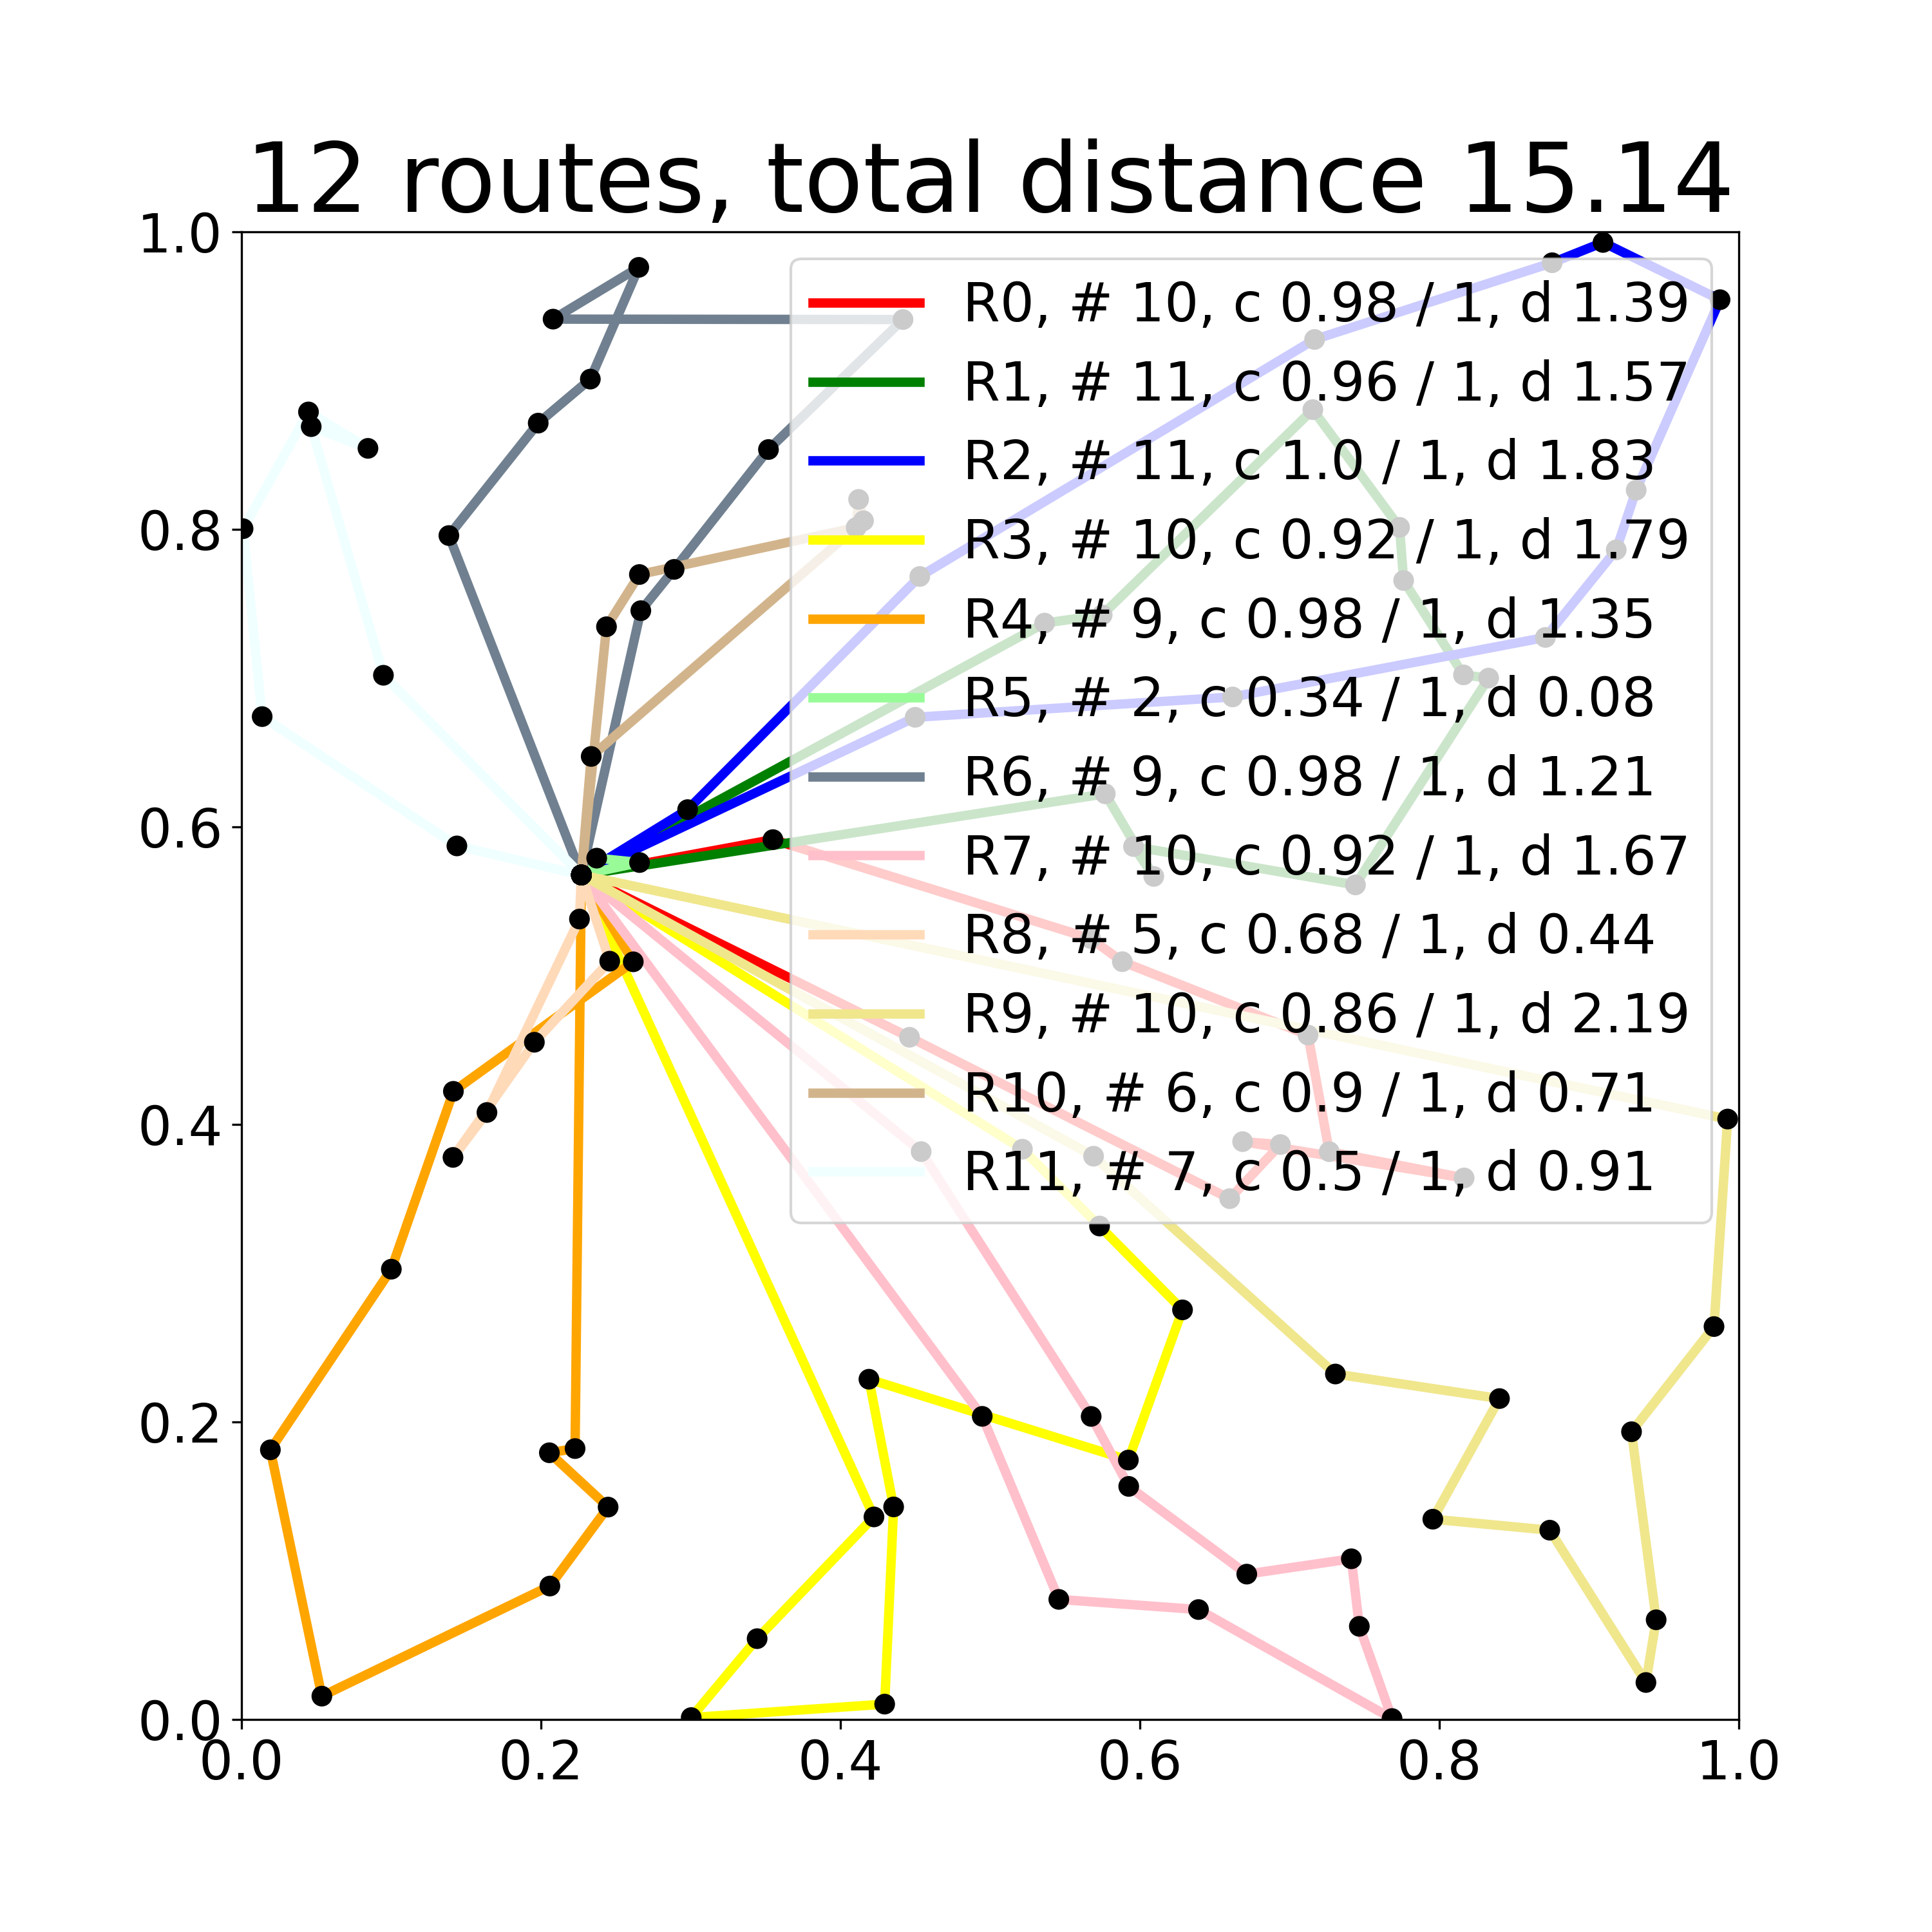 12 routes, total distance 15.14
1.0
0.8
0.6
0.4
0.2
0.0
0.0 0.2 0.4 0.6 0.8 1.0
R0, # 10, c 0.98 / 1, d 1.39
R1, # 11, c 0.96 / 1, d 1.57
R2, # 11, c 1.0 / 1, d 1.83
R3, # 10, c 0.92 / 1, d 1.79
R4, # 9, c 0.98 / 1, d 1.35
R5, # 2, c 0.34 / 1, d 0.08
R6, # 9, c 0.98 / 1, d 1.21
R7, # 10, c 0.92 / 1, d 1.67
R8, # 5, c 0.68 / 1, d 0.44
R9, # 10, c 0.86 / 1, d 2.19
R10, # 6, c 0.9 / 1, d 0.71
R11, # 7, c 0.5 / 1, d 0.91